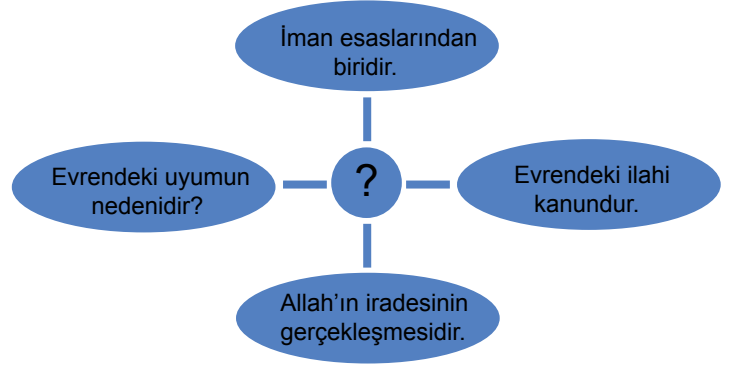 İman esaslarından
biridir.
Evrendeki uyumun
nedenidir?
?
Evrendeki ilahi
kanundur.
Allah’ın iradesinin
gerçekleşmesidir.